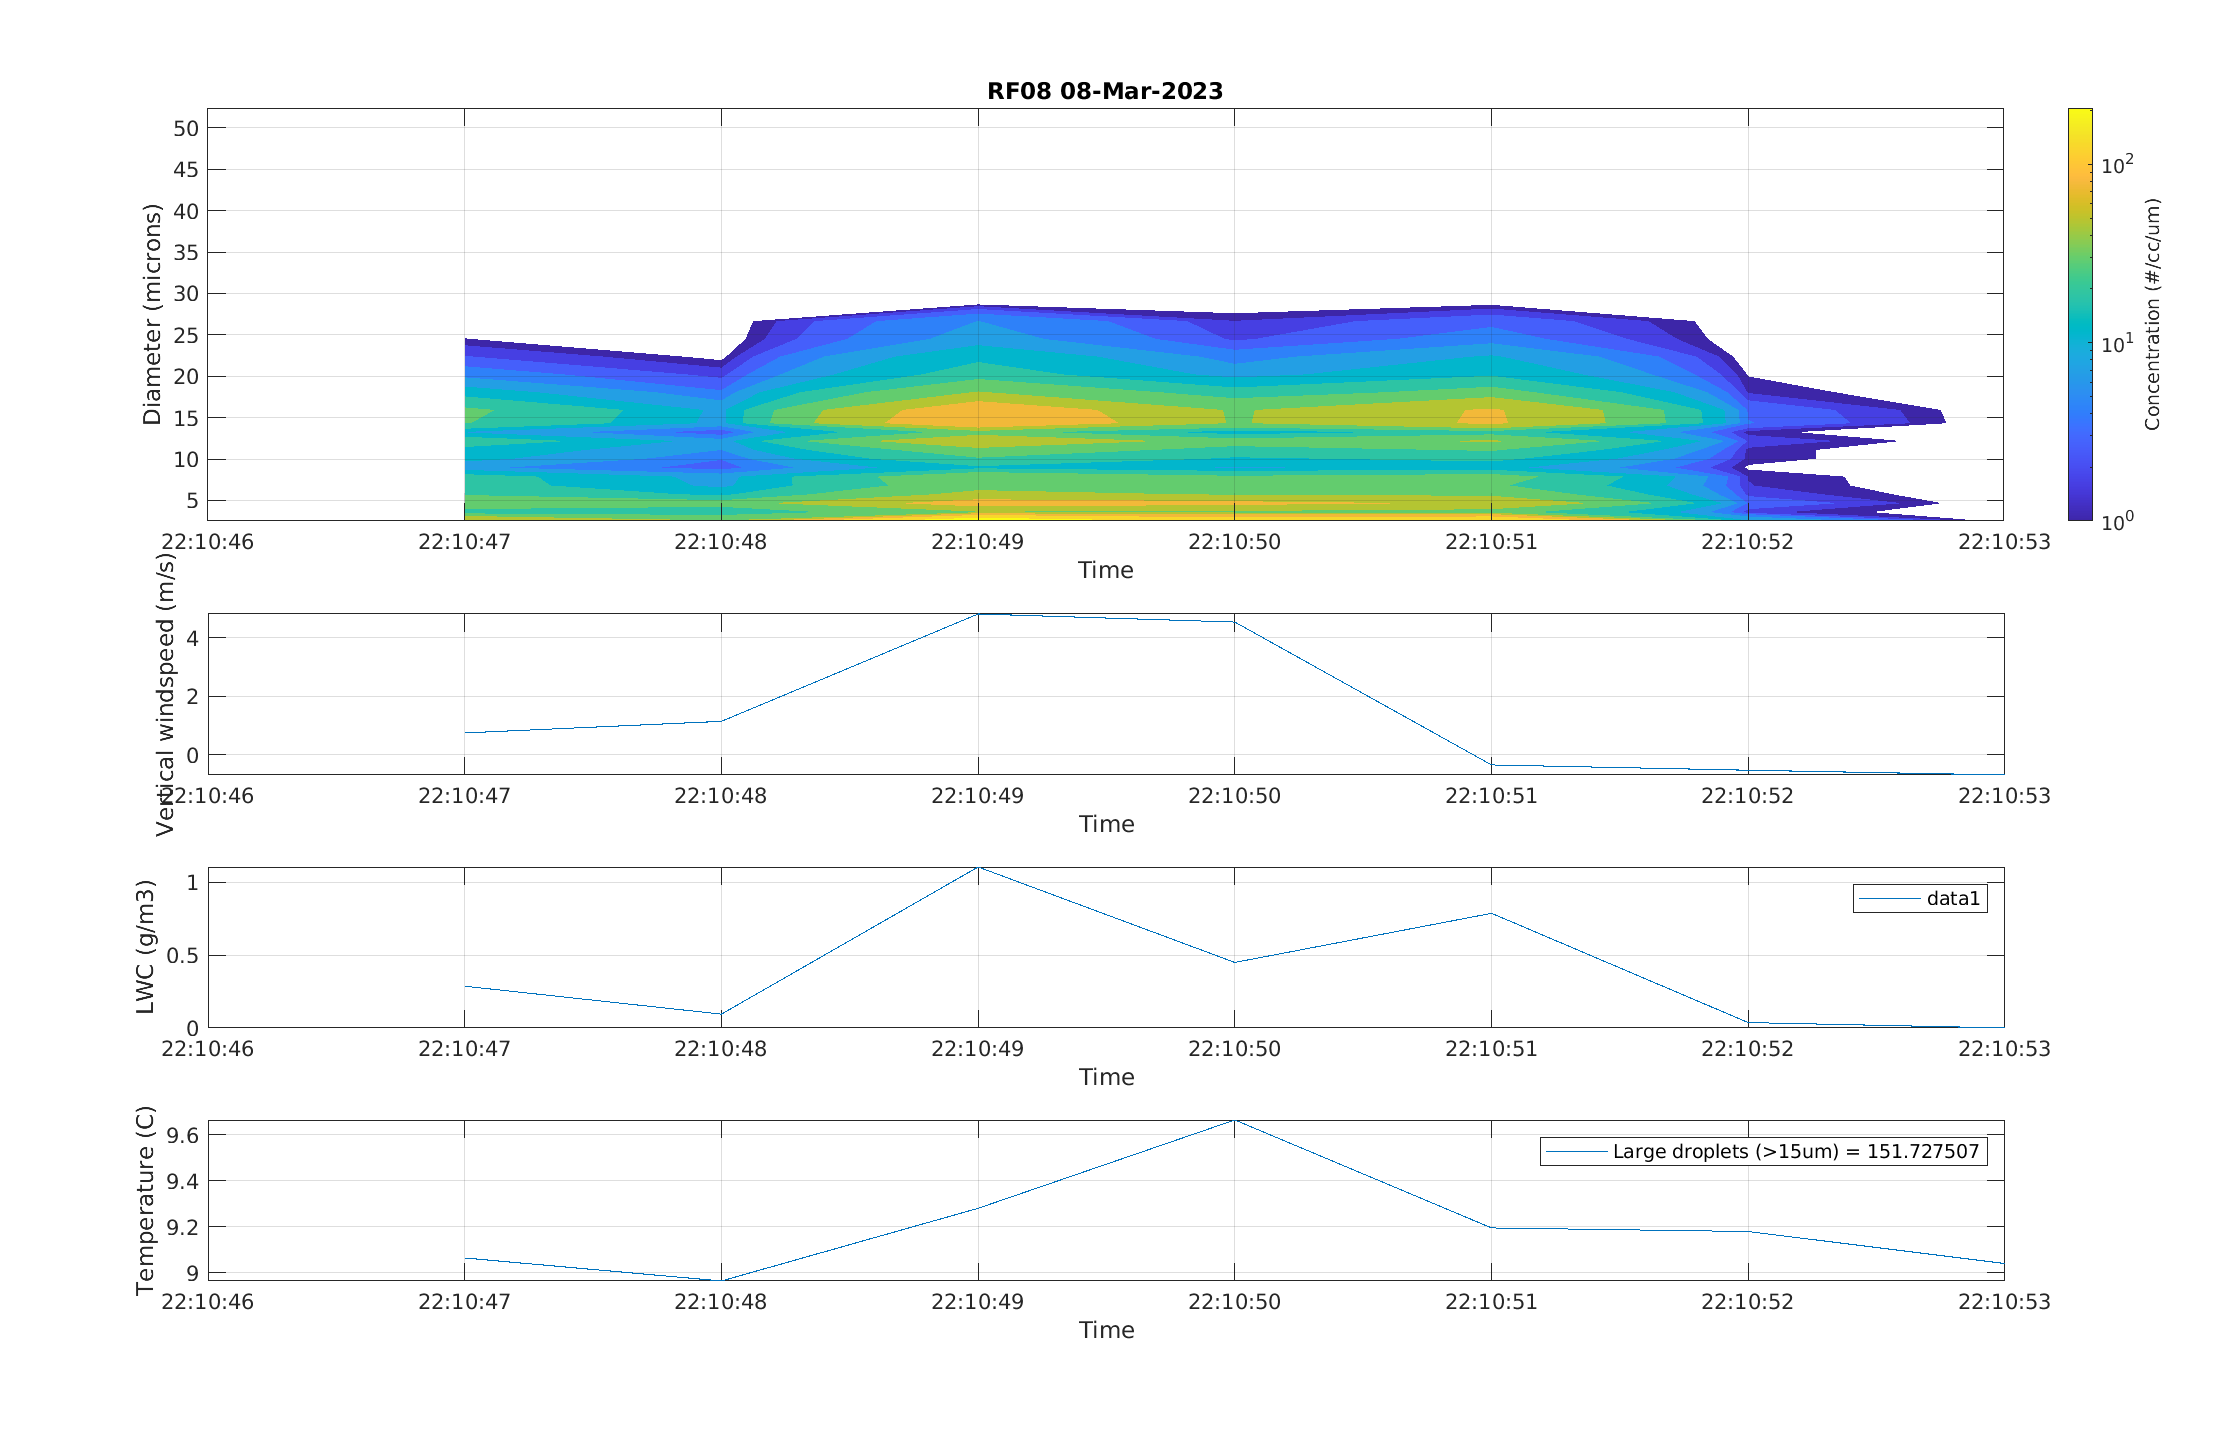 RF08 08-Mar-2023
50
45
40
35
30
25
20
15
10
5
Diameter (microns)
22:10:46 22:10:47 22:10:48 22:10:49 22:10:50 22:10:51 22:10:52 22:10:53
Time
10²
10¹
10⁰
Concentration (#/cc/um)
4
2
0
Vertical windspeed (m/s)
22:10:46 22:10:47 22:10:48 22:10:49 22:10:50 22:10:51 22:10:52 22:10:53
Time
1
0.5
0
LWC (g/m3)
data1
22:10:46 22:10:47 22:10:48 22:10:49 22:10:50 22:10:51 22:10:52 22:10:53
Time
9.6
9.4
9.2
9
Temperature (C)
Large droplets (>15um) = 151.727507
22:10:46 22:10:47 22:10:48 22:10:49 22:10:50 22:10:51 22:10:52 22:10:53
Time